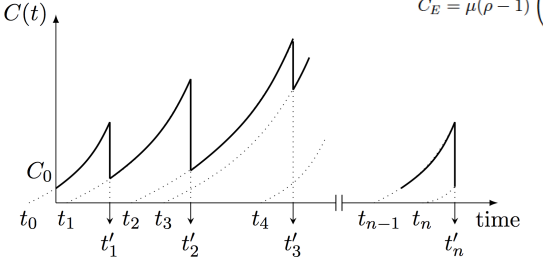 C(t)
C_E = μ(ρ − 1) (
C_0
t_0 t_1 t_2 t_3 t_4 t_{n−1} t_n time
t'_1 t'_2 t'_3 t'_n